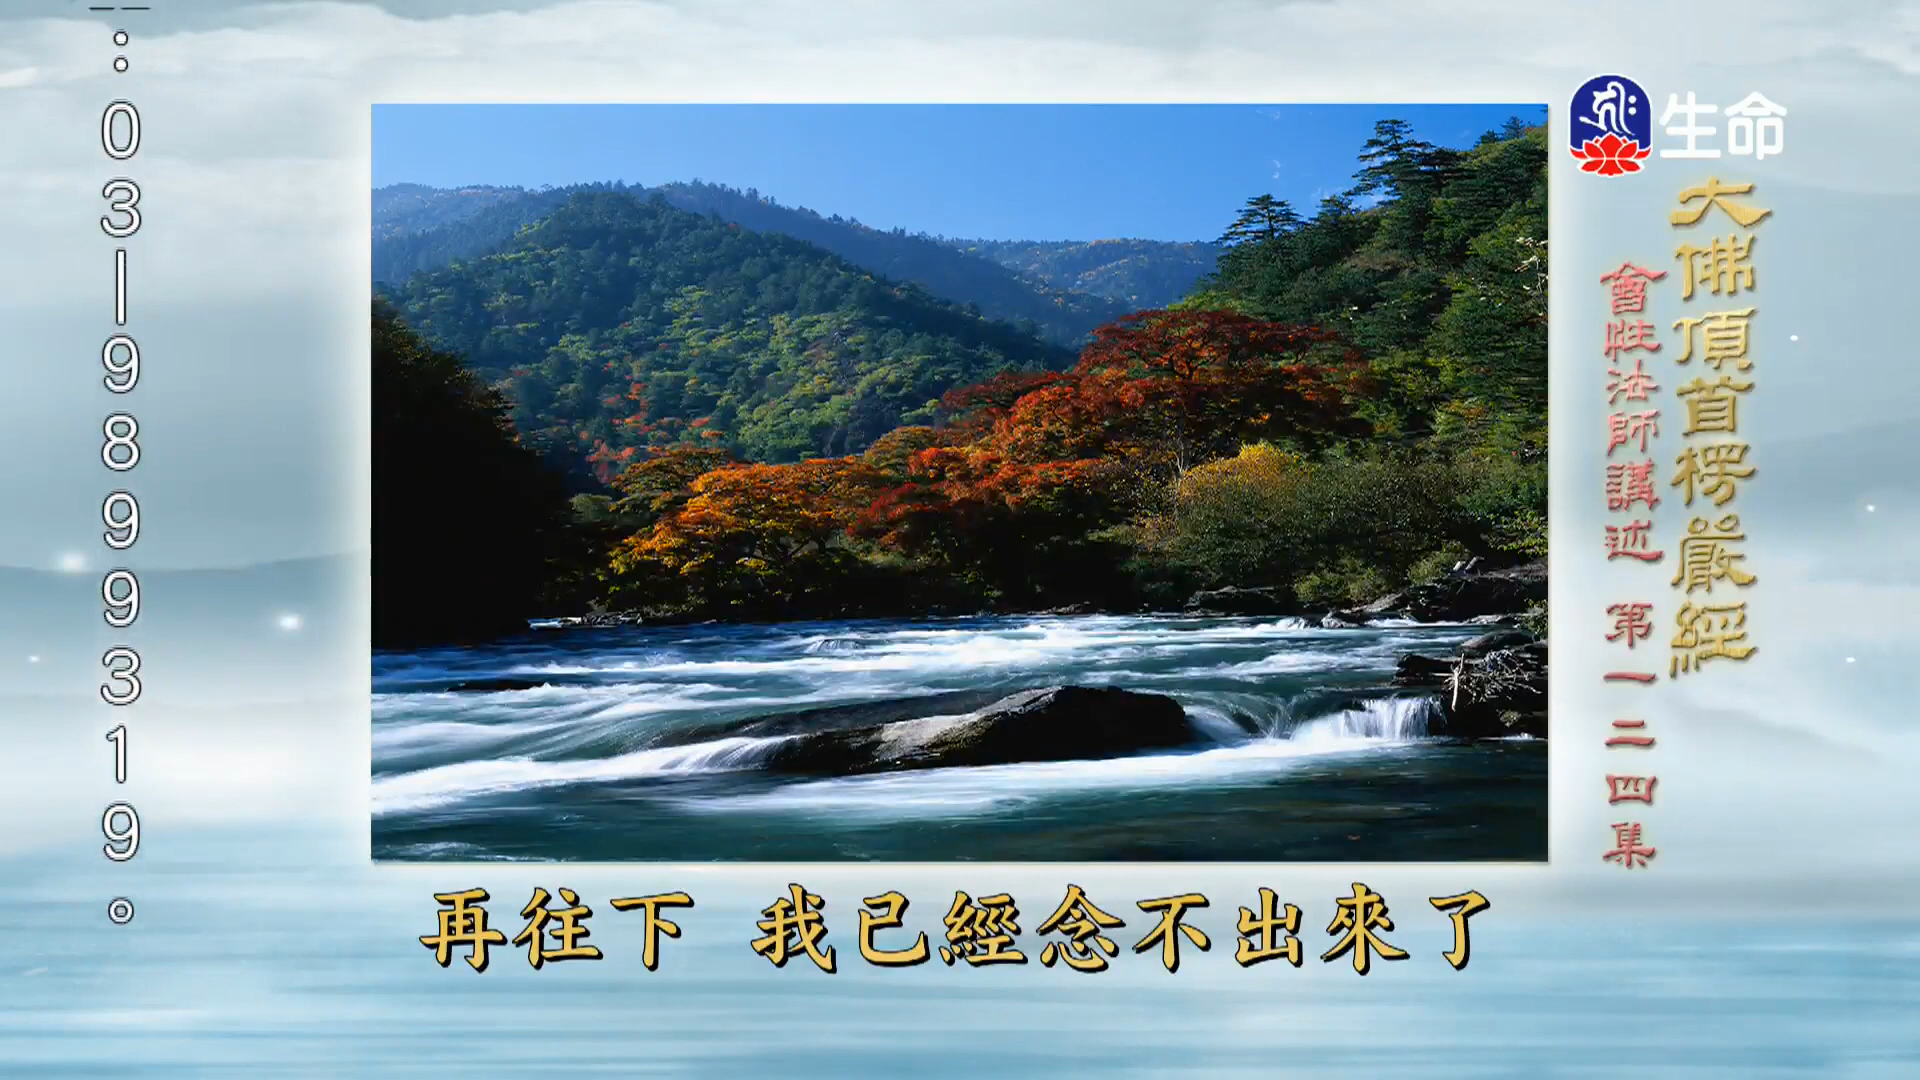 生命
大佛頂首楞嚴經
會性法師講述 第一二四集
：03－9899319。
再往下 我已經念不出來了